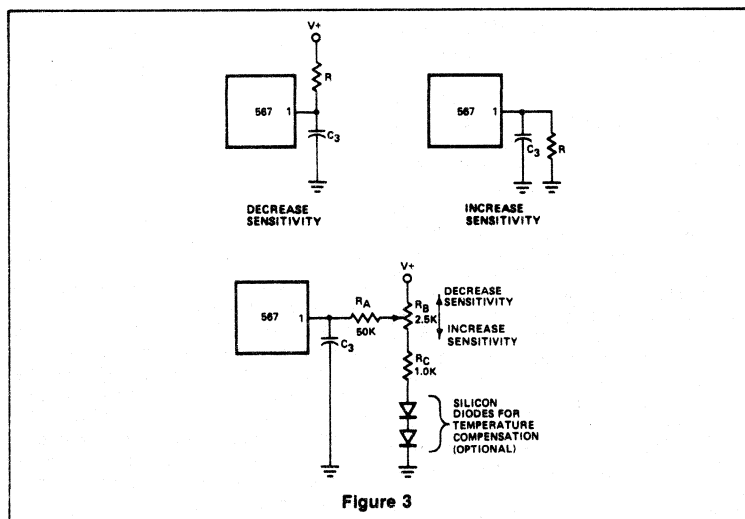 V+
R
567 1
C3
DECREASE
SENSITIVITY
567 1
C3
R
INCREASE
SENSITIVITY
V+
567 1
RA
50K
C3
RB
2.5K
DECREASE
SENSITIVITY
INCREASE
SENSITIVITY
RC
1.0K
SILICON
DIODES FOR
TEMPERATURE
COMPENSATION
(OPTIONAL)
Figure 3